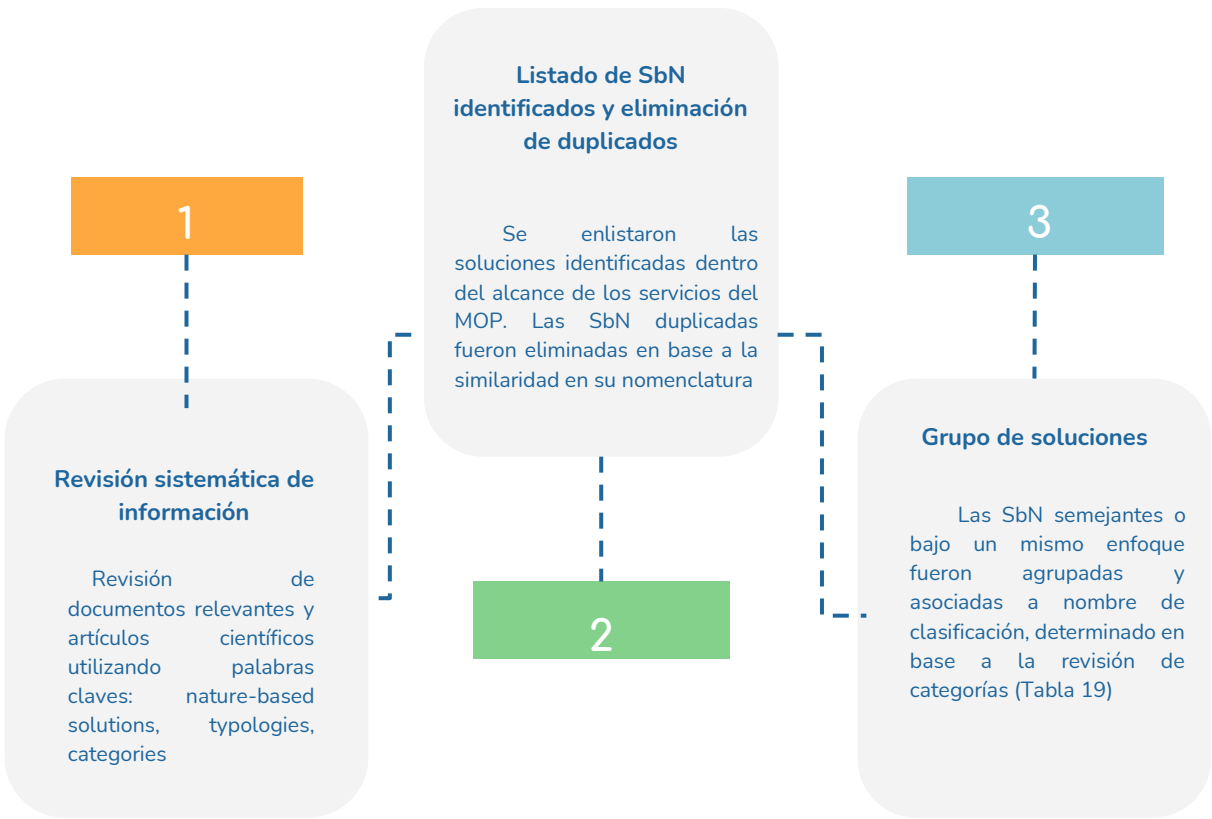 1
Revisión sistemática de
información
Revisión de
documentos relevantes y
artículos científicos
utilizando palabras
claves: nature-based
solutions, typologies,
categories
Listado de SbN
identificados y eliminación
de duplicados
Se enlistaron las
soluciones identificadas dentro
del alcance de los servicios del
MOP. Las SbN duplicadas
fueron eliminadas en base a la
similaridad en su nomenclatura
2
3
Grupo de soluciones
Las SbN semejantes o
bajo un mismo enfoque
fueron agrupadas y
asociadas a nombre de
clasificación, determinado en
base a la revisión de
categorías (Tabla 19)